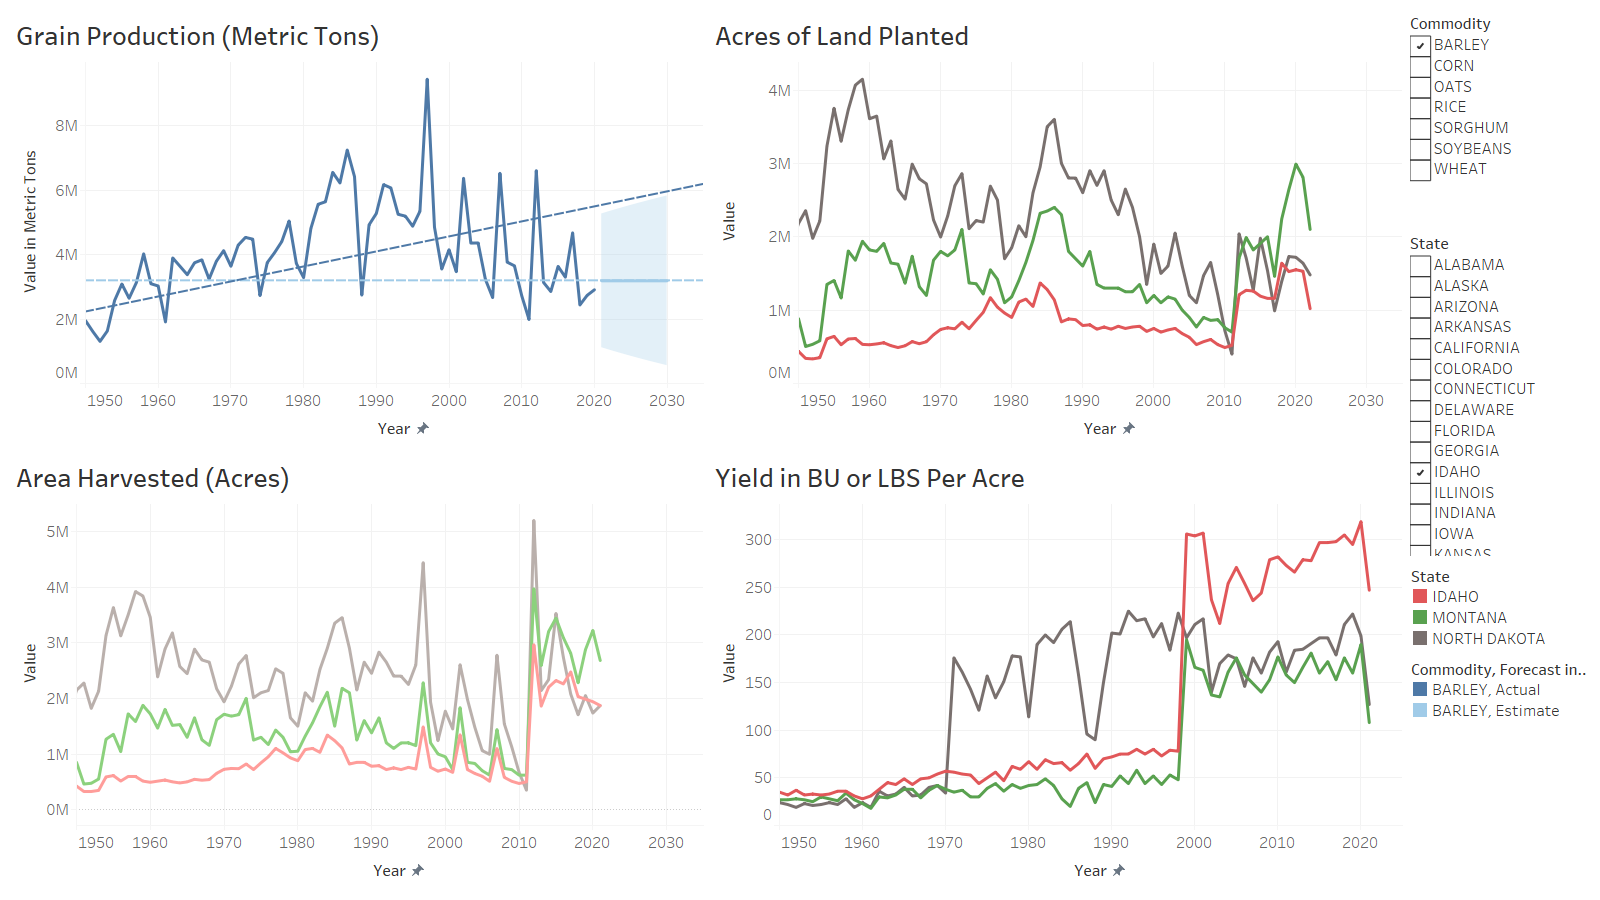 Grain Production (Metric Tons)
Value in Metric Tons
8M
6M
4M
2M
0M
1950 1960 1970 1980 1990 2000 2010 2020 2030
Year
Acres of Land Planted
Value
4M
3M
2M
1M
0M
1950 1960 1970 1980 1990 2000 2010 2020 2030
Year
Area Harvested (Acres)
Value
5M
4M
3M
2M
1M
0M
1950 1960 1970 1980 1990 2000 2010 2020 2030
Year
Yield in BU or LBS Per Acre
Value
300
250
200
150
100
50
0
1950 1960 1970 1980 1990 2000 2010 2020
Year
Commodity
BARLEY
CORN
OATS
RICE
SORGHUM
SOYBEANS
WHEAT
State
ALABAMA
ALASKA
ARIZONA
ARKANSAS
CALIFORNIA
COLORADO
CONNECTICUT
DELAWARE
FLORIDA
GEORGIA
IDAHO
ILLINOIS
INDIANA
IOWA
KANSAS
State
IDAHO
MONTANA
NORTH DAKOTA
Commodity, Forecast in..
BARLEY, Actual
BARLEY, Estimate